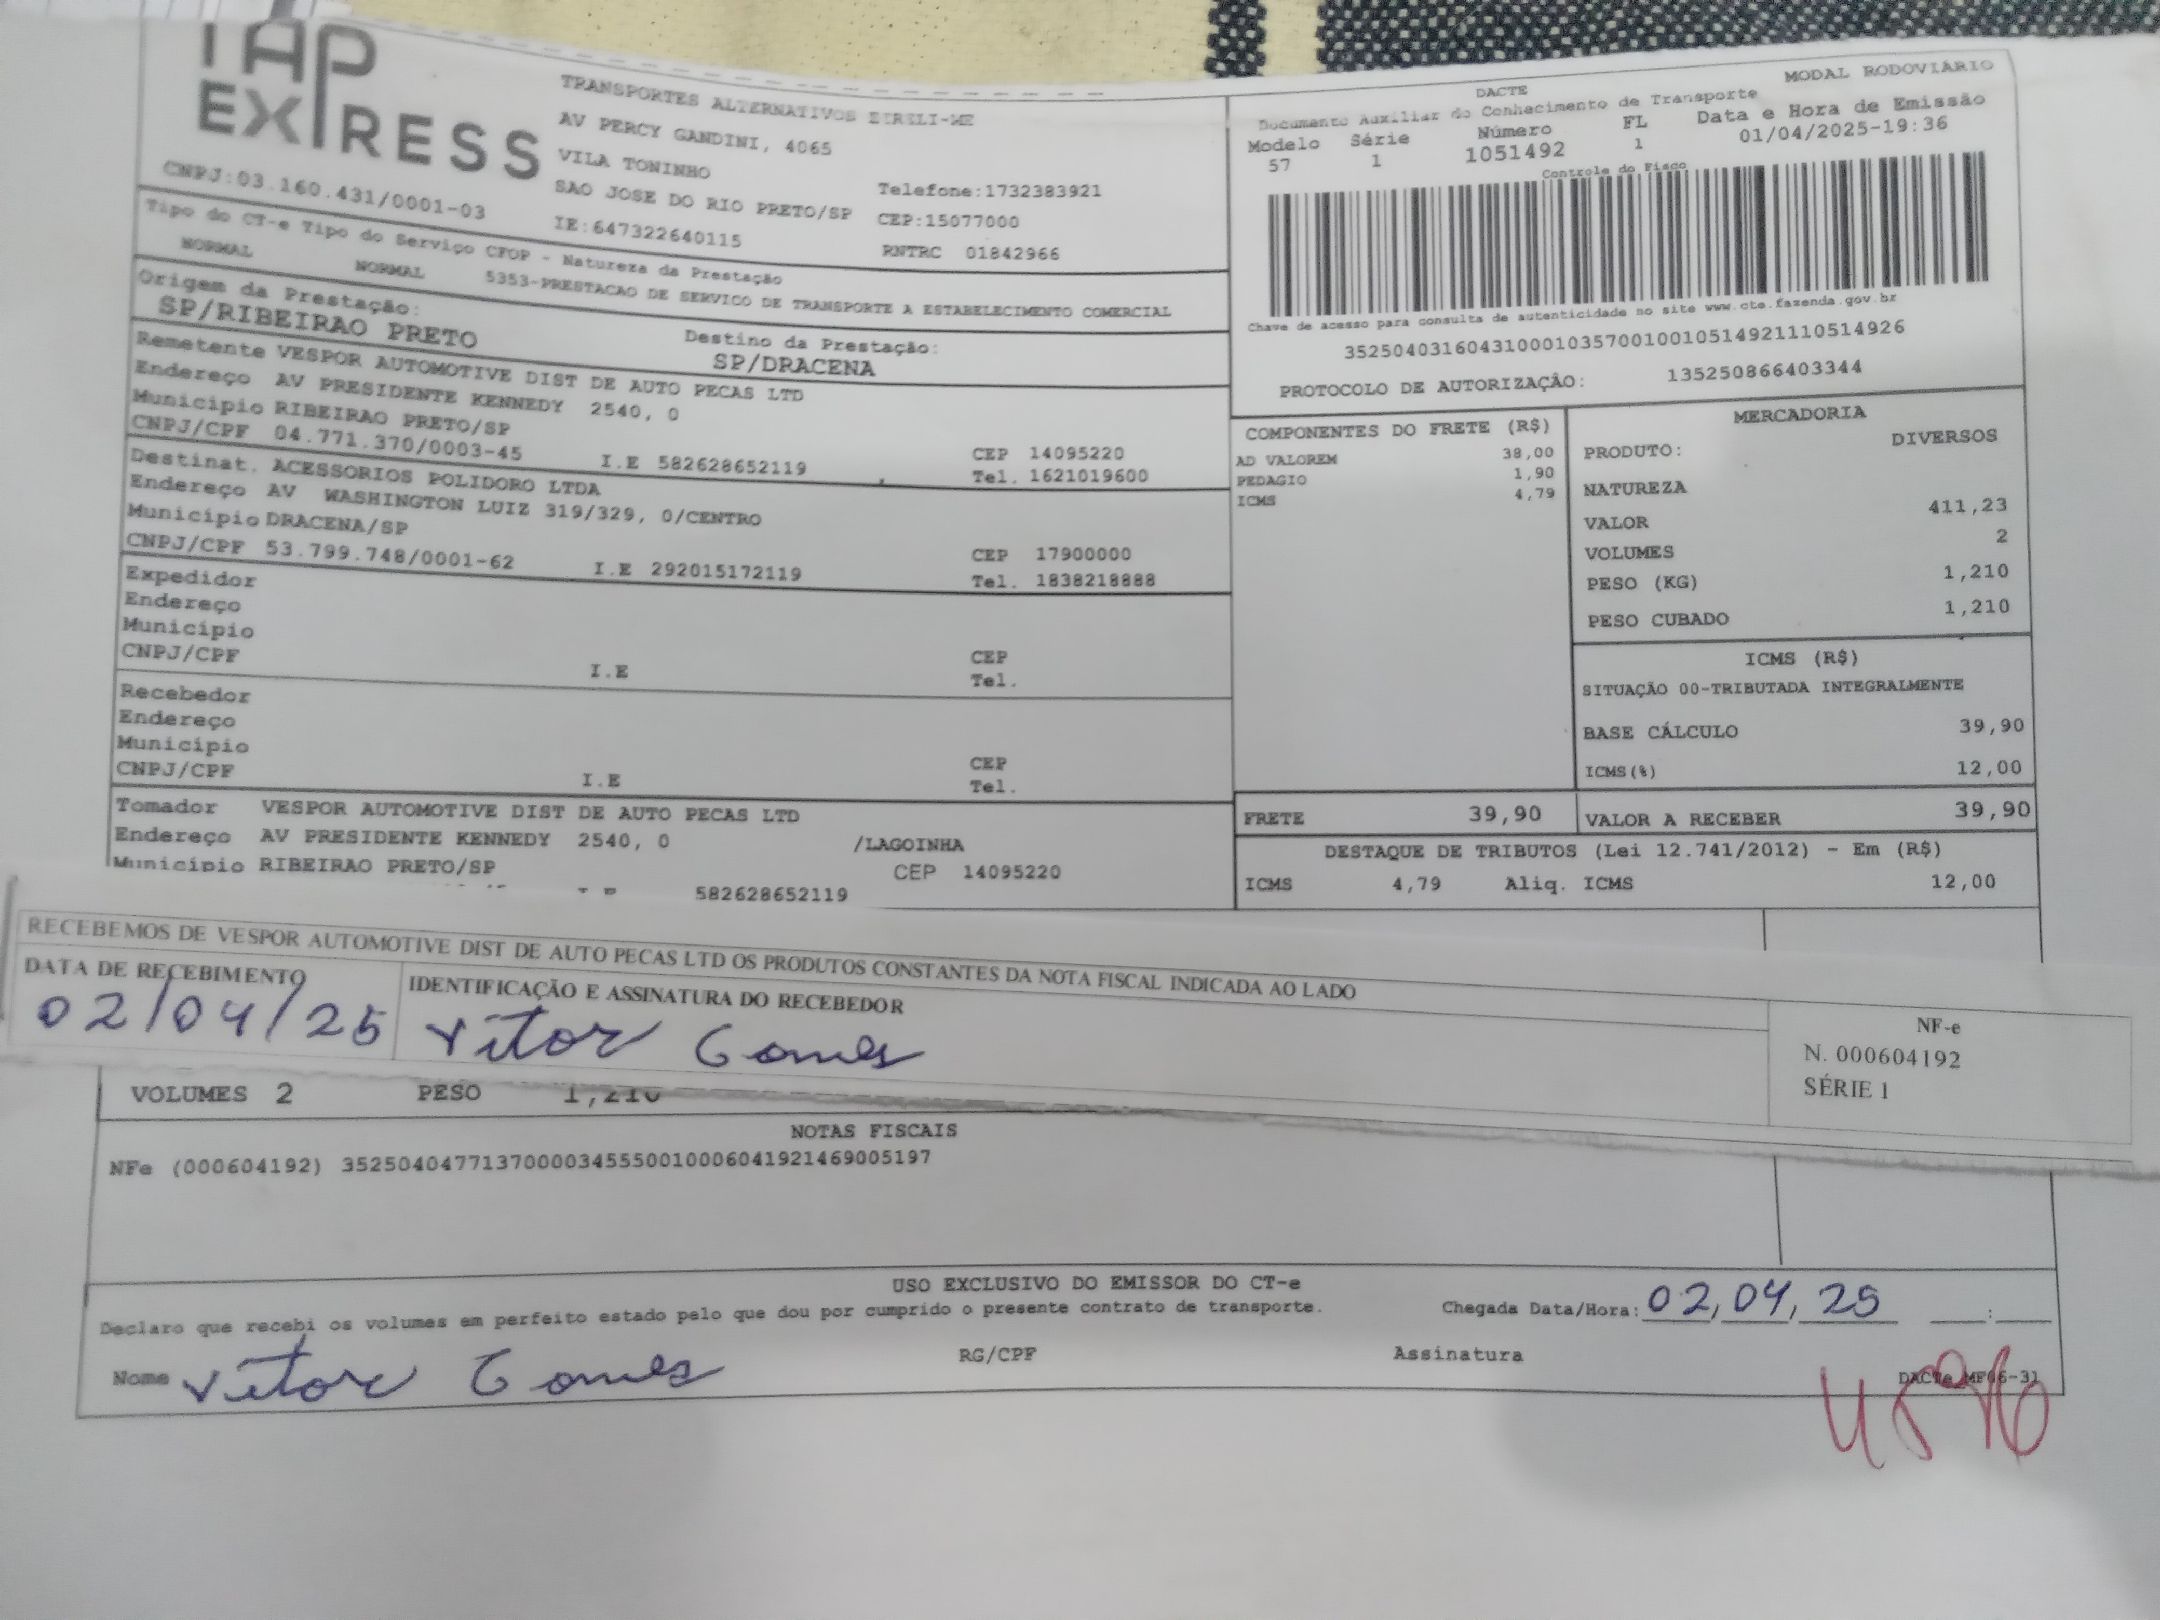 TAP
EXPRESS
CNPJ:03.160.431/0001-03
TRANSPORTES ALTERNATIVOS EIRELI-ME
AV PERCY GANDINI, 4065
VILA TONINHO
SAO JOSE DO RIO PRETO/SP
IE:647322640115
Telefone:1732383921
CEP:15077000
RNTRC 01842966
Tipo do CT-e Tipo do Serviço CFOP - Natureza da Prestação
NORMAL NORMAL 5353-PRESTACAO DE SERVICO DE TRANSPORTE A ESTABELECIMENTO COMERCIAL
Origem da Prestação:
SP/RIBEIRAO PRETO
Destino da Prestação:
SP/DRACENA
Remetente VESPOR AUTOMOTIVE DIST DE AUTO PECAS LTD
Endereço AV PRESIDENTE KENNEDY 2540, 0
Município RIBEIRAO PRETO/SP CEP 14095220
CNPJ/CPF 04.771.370/0003-45 I.E 582628652119 Tel. 1621019600
Destinat. ACESSORIOS POLIDORO LTDA
Endereço AV WASHINGTON LUIZ 319/329, 0/CENTRO
Município DRACENA/SP CEP 17900000
CNPJ/CPF 53.799.748/0001-62 I.E 292015172119 Tel. 1838218888
Expedidor
Endereço
Município CEP
CNPJ/CPF I.E Tel.
Recebedor
Endereço
Município CEP
CNPJ/CPF I.E Tel.
Tomador VESPOR AUTOMOTIVE DIST DE AUTO PECAS LTD
Endereço AV PRESIDENTE KENNEDY 2540, 0 /LAGOINHA
Município RIBEIRAO PRETO/SP CEP 14095220
582628652119
DACTE MODAL RODOVIÁRIO
Documento Auxiliar do Conhecimento de Transporte
Modelo Série Número FL Data e Hora de Emissão
57 1 1051492 1 01/04/2025-19:36
Controle do Fisco
Chave de acesso para consulta de autenticidade no site www.cte.fazenda.gov.br
35250403160431000103570010010514921110514926
PROTOCOLO DE AUTORIZAÇÃO: 135250866403344
COMPONENTES DO FRETE (R$)
AD VALOREM 38,00
PEDAGIO 1,90
ICMS 4,79
MERCADORIA
PRODUTO: DIVERSOS
NATUREZA
VALOR 411,23
VOLUMES 2
PESO (KG) 1,210
PESO CUBADO 1,210
ICMS (R$)
SITUAÇÃO 00-TRIBUTADA INTEGRALMENTE
BASE CÁLCULO 39,90
ICMS(%) 12,00
FRETE 39,90 VALOR A RECEBER 39,90
DESTAQUE DE TRIBUTOS (Lei 12.741/2012) - Em (R$)
ICMS 4,79 Aliq. ICMS 12,00
RECEBEMOS DE VESPOR AUTOMOTIVE DIST DE AUTO PECAS LTD OS PRODUTOS CONSTANTES DA NOTA FISCAL INDICADA AO LADO
DATA DE RECEBIMENTO IDENTIFICAÇÃO E ASSINATURA DO RECEBEDOR
02/04/25 Vitor Gomes
NF-e
N. 000604192
SÉRIE 1
VOLUMES 2 PESO 1,210
NOTAS FISCAIS
NFe (000604192) 35250404771370000345550010006041921469005197
USO EXCLUSIVO DO EMISSOR DO CT-e
Declaro que recebi os volumes em perfeito estado pelo que dou por cumprido o presente contrato de transporte. Chegada Data/Hora: 02,04,25 :
Nome Vitor Gomes RG/CPF Assinatura